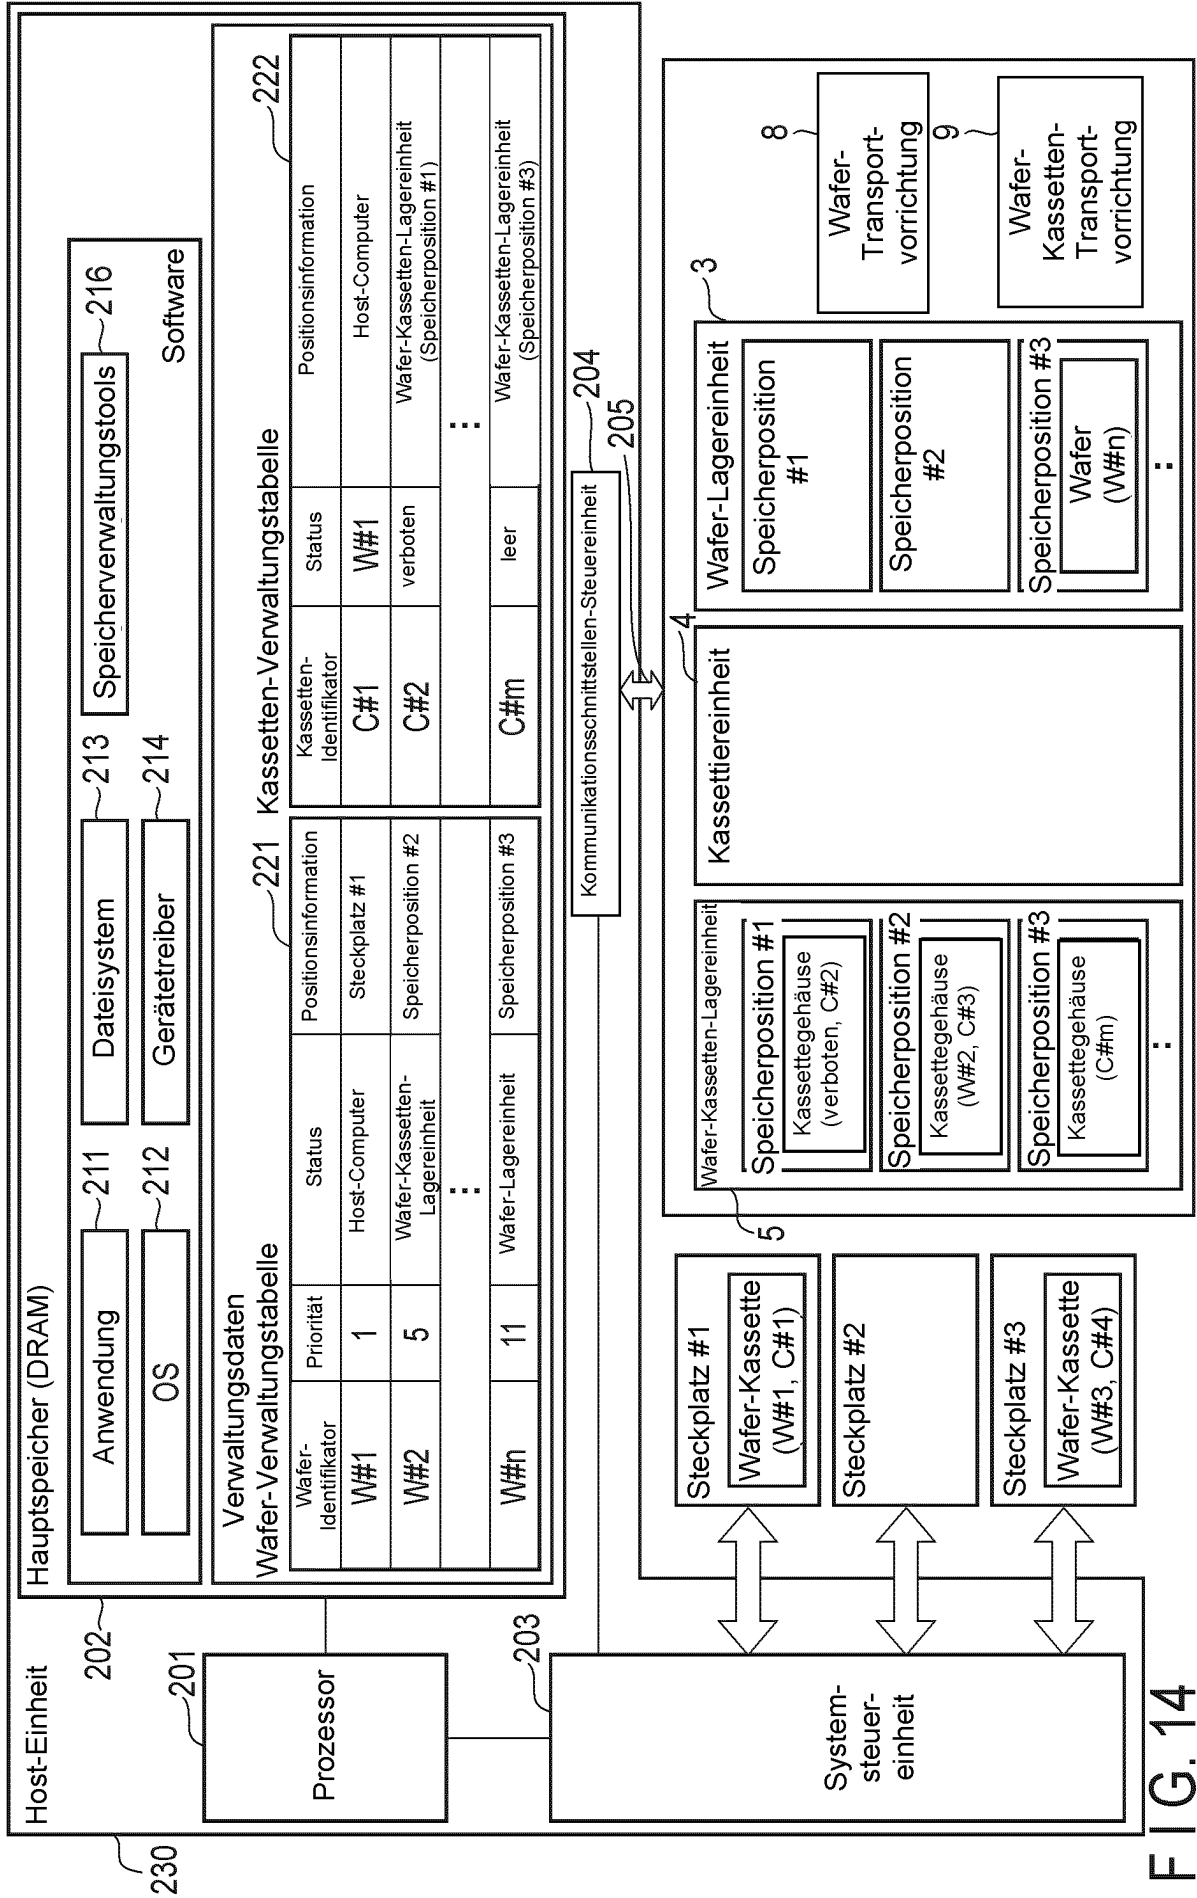 Host-Einheit
230
Hauptspeicher (DRAM)
202
Anwendung
211
OS
212
Dateisystem
213
Gerätetreiber
214
Speicherverwaltungstools
216
Software
Verwaltungsdaten
Wafer-Verwaltungstabelle
221
Wafer-
Identifikator
Priorität
Status
Positionsinformation
W#1
1
Host-Computer
Steckplatz #1
W#2
5
Wafer-Kassetten-
Lagereinheit
Speicherposition #2
⋮
W#n
11
Wafer-Lagereinheit
Speicherposition #3
Kassetten-Verwaltungstabelle
222
Kassetten-
Identifikator
Status
Positionsinformation
C#1
W#1
Host-Computer
C#2
verboten
Wafer-Kassetten-Lagereinheit
(Speicherposition #1)
⋮
C#m
leer
Wafer-Kassetten-Lagereinheit
(Speicherposition #3)
201
Prozessor
203
System-
steuer-
einheit
Kommunikationsschnittstellen-Steuereinheit
204
205
Steckplatz #1
Wafer-Kassette
(W#1, C#1)
Steckplatz #2
Steckplatz #3
Wafer-Kassette
(W#3, C#4)
5
Wafer-Kassetten-Lagereinheit
Speicherposition #1
Kassettegehäuse
(verboten, C#2)
Speicherposition #2
Kassettegehäuse
(W#2, C#3)
Speicherposition #3
Kassettegehäuse
(C#m)
⋮
4
Kassettiereinheit
3
Wafer-Lagereinheit
Speicherposition
#1
Speicherposition
#2
Speicherposition #3
Wafer
(W#n)
⋮
8
Wafer-
Transport-
vorrichtung
9
Wafer-
Kassetten-
Transport-
vorrichtung
FIG. 14